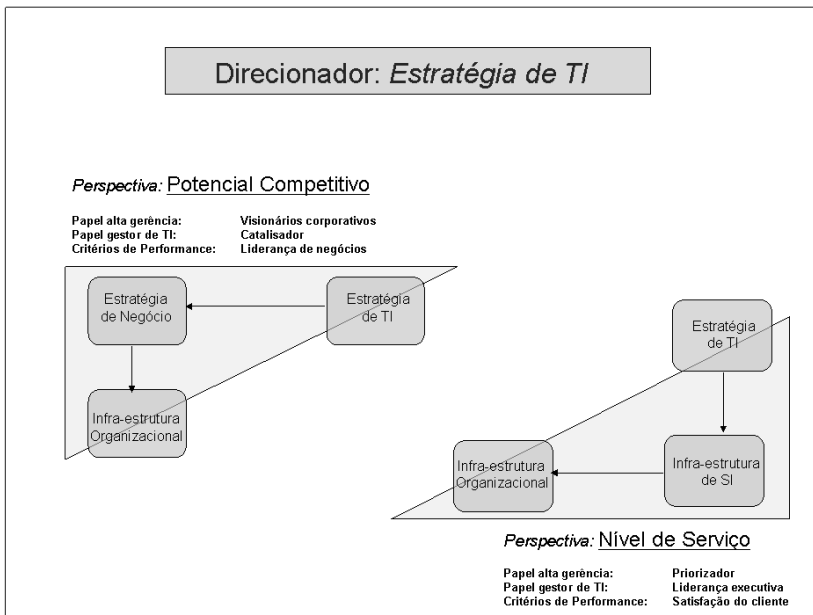 Direcionador: Estratégia de TI
Perspectiva: Potencial Competitivo
Papel alta gerência: Visionários corporativos
Papel gestor de TI: Catalisador
Critérios de Performance: Liderança de negócios
Estratégia
de Negócio
Estratégia
de TI
Infra-estrutura
Organizacional
Estratégia
de TI
Infra-estrutura
Organizacional
Infra-estrutura
de SI
Perspectiva: Nível de Serviço
Papel alta gerência: Priorizador
Papel gestor de TI: Liderança executiva
Critérios de Performance: Satisfação do cliente